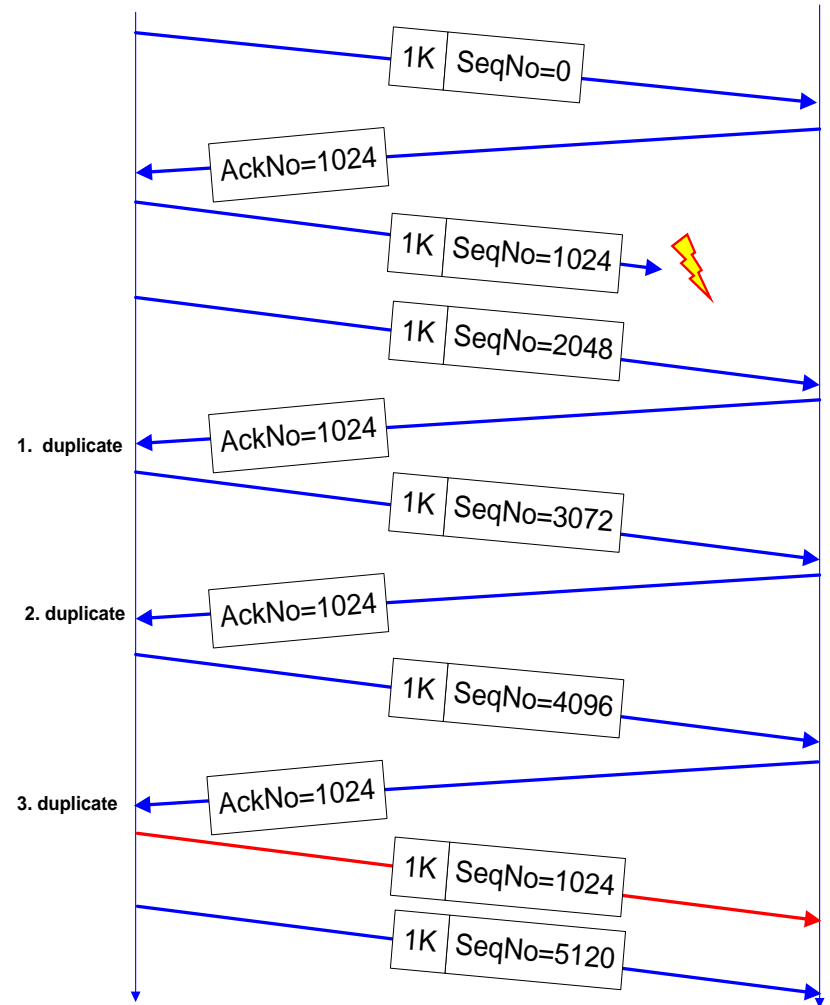 1K SeqNo=0
AckNo=1024
1K SeqNo=1024
1K SeqNo=2048
AckNo=1024
1. duplicate
1K SeqNo=3072
AckNo=1024
2. duplicate
1K SeqNo=4096
AckNo=1024
3. duplicate
1K SeqNo=1024
1K SeqNo=5120